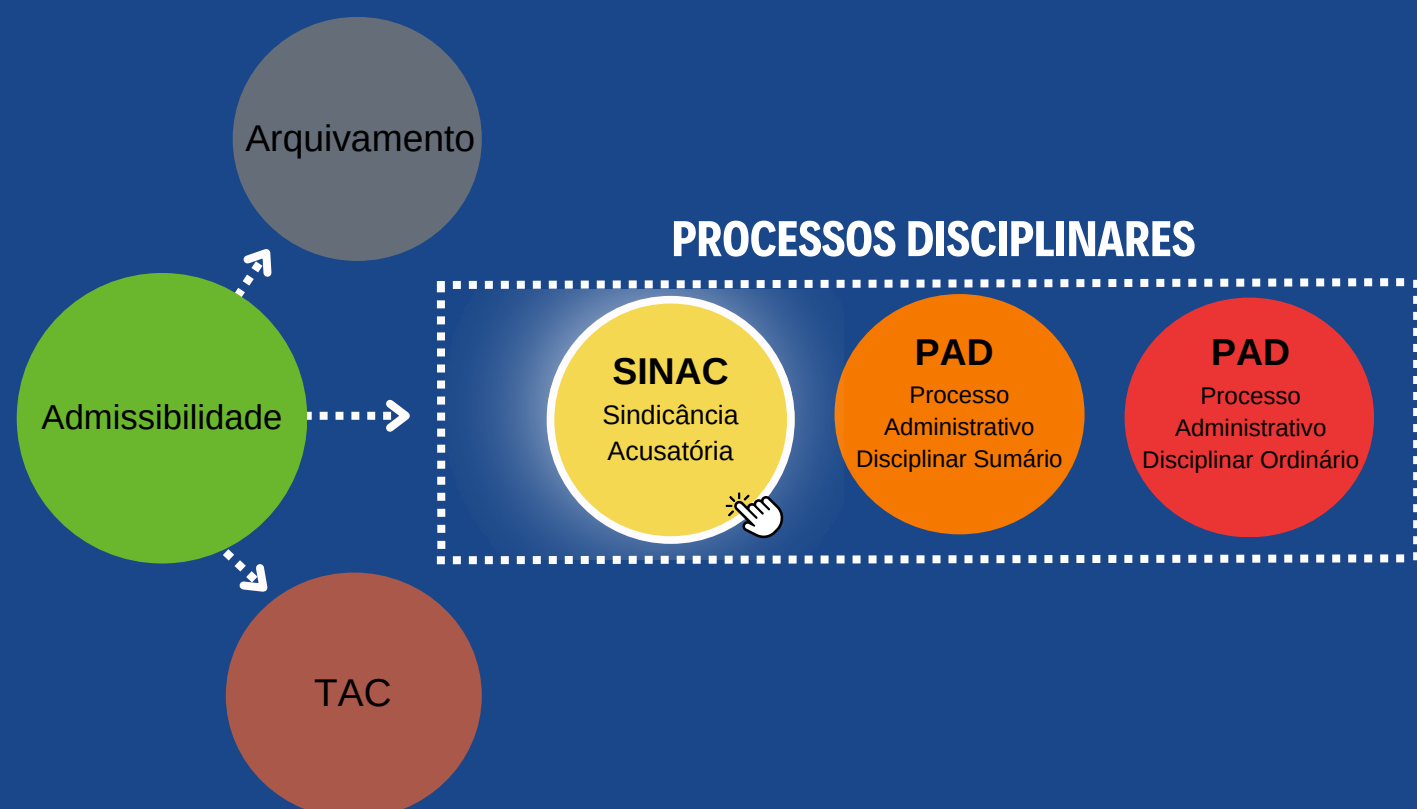 Arquivamento
PROCESSOS DISCIPLINARES
Admissibilidade
SINAC
Sindicância
Acusatória
PAD
Processo
Administrativo
Disciplinar Sumário
PAD
Processo
Administrativo
Disciplinar Ordinário
TAC